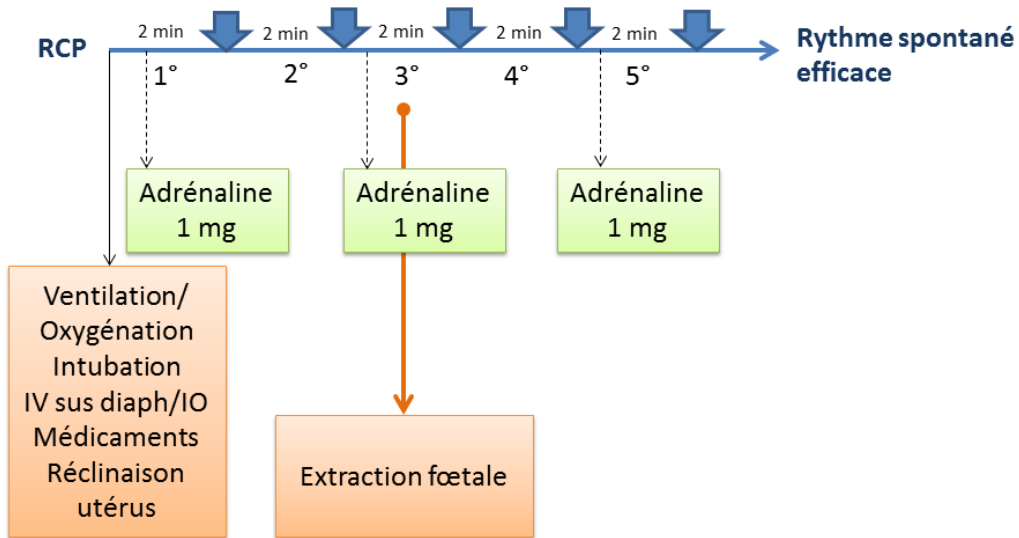 RCP
2 min
2 min
2 min
2 min
2 min
Rythme spontané
efficace
1°
2°
3°
4°
5°
Adrénaline
1 mg
Adrénaline
1 mg
Adrénaline
1 mg
Ventilation/
Oxygénation
Intubation
IV sus diaph/IO
Médicaments
Réclinaison
utérus
Extraction fœtale